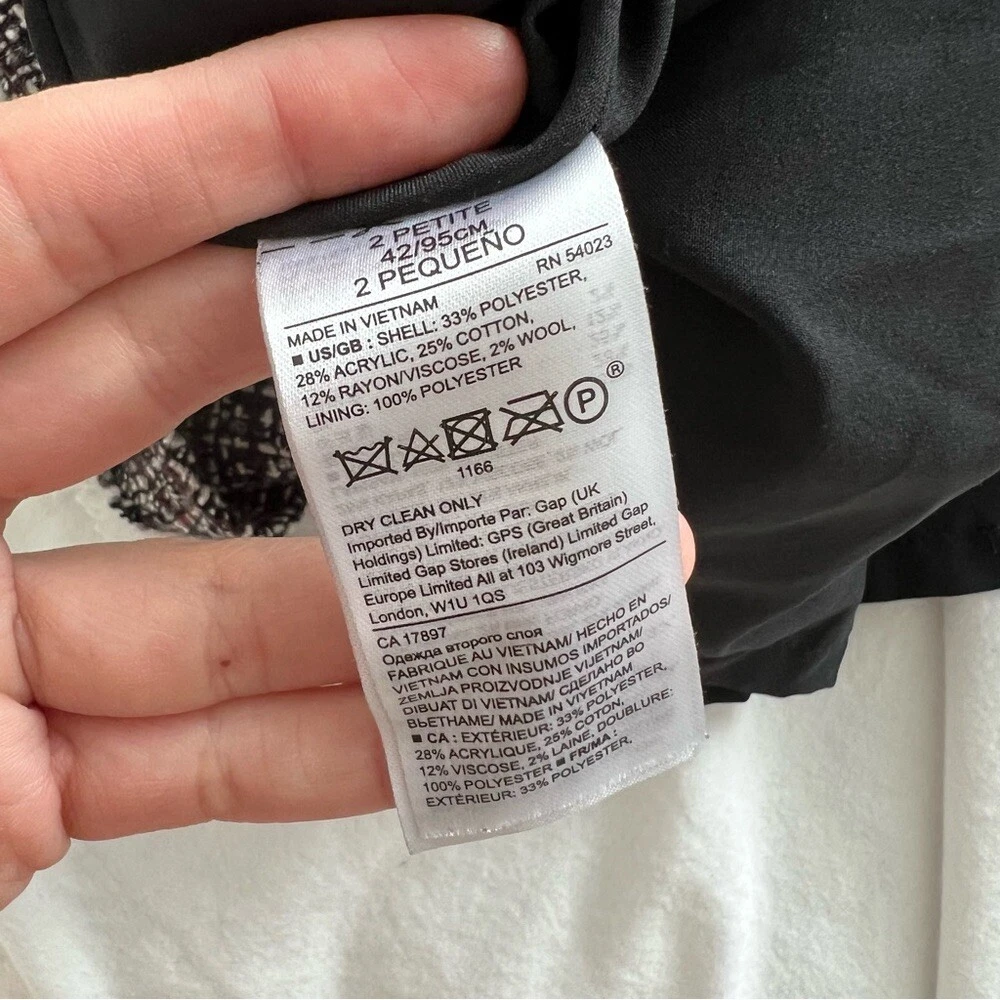 2 PETITE
42/95CM
2 PEQUEÑO
RN 54023
MADE IN VIETNAM
■ US/GB : SHELL: 33% POLYESTER,
28% ACRYLIC, 25% COTTON,
12% RAYON/VISCOSE, 2% WOOL,
LINING: 100% POLYESTER
P ®
1166
DRY CLEAN ONLY
Imported By/Importe Par: Gap (UK
Holdings) Limited: GPS (Great Britain)
Limited Gap Stores (Ireland) Limited Gap
Europe Limited All at 103 Wigmore Street,
London, W1U 1QS
CA 17897
Одежда второго слоя
FABRIQUE AU VIETNAM/ HECHO EN
VIETNAM CON INSUMOS IMPORTADOS/
ZEMLJA PROIZVODNJE VIJETNAM/
DIBUAT DI VIETNAM/ СДЕЛАНО ВО
ВЬЕТНАМЕ/ MADE IN VIYETNAM
■ CA : EXTÉRIEUR: 33% POLYESTER,
28% ACRYLIQUE, 25% COTON,
12% VISCOSE, 2% LAINE, DOUBLURE:
100% POLYESTER ■ FR/MA :
EXTÉRIEUR: 33% POLYESTER,